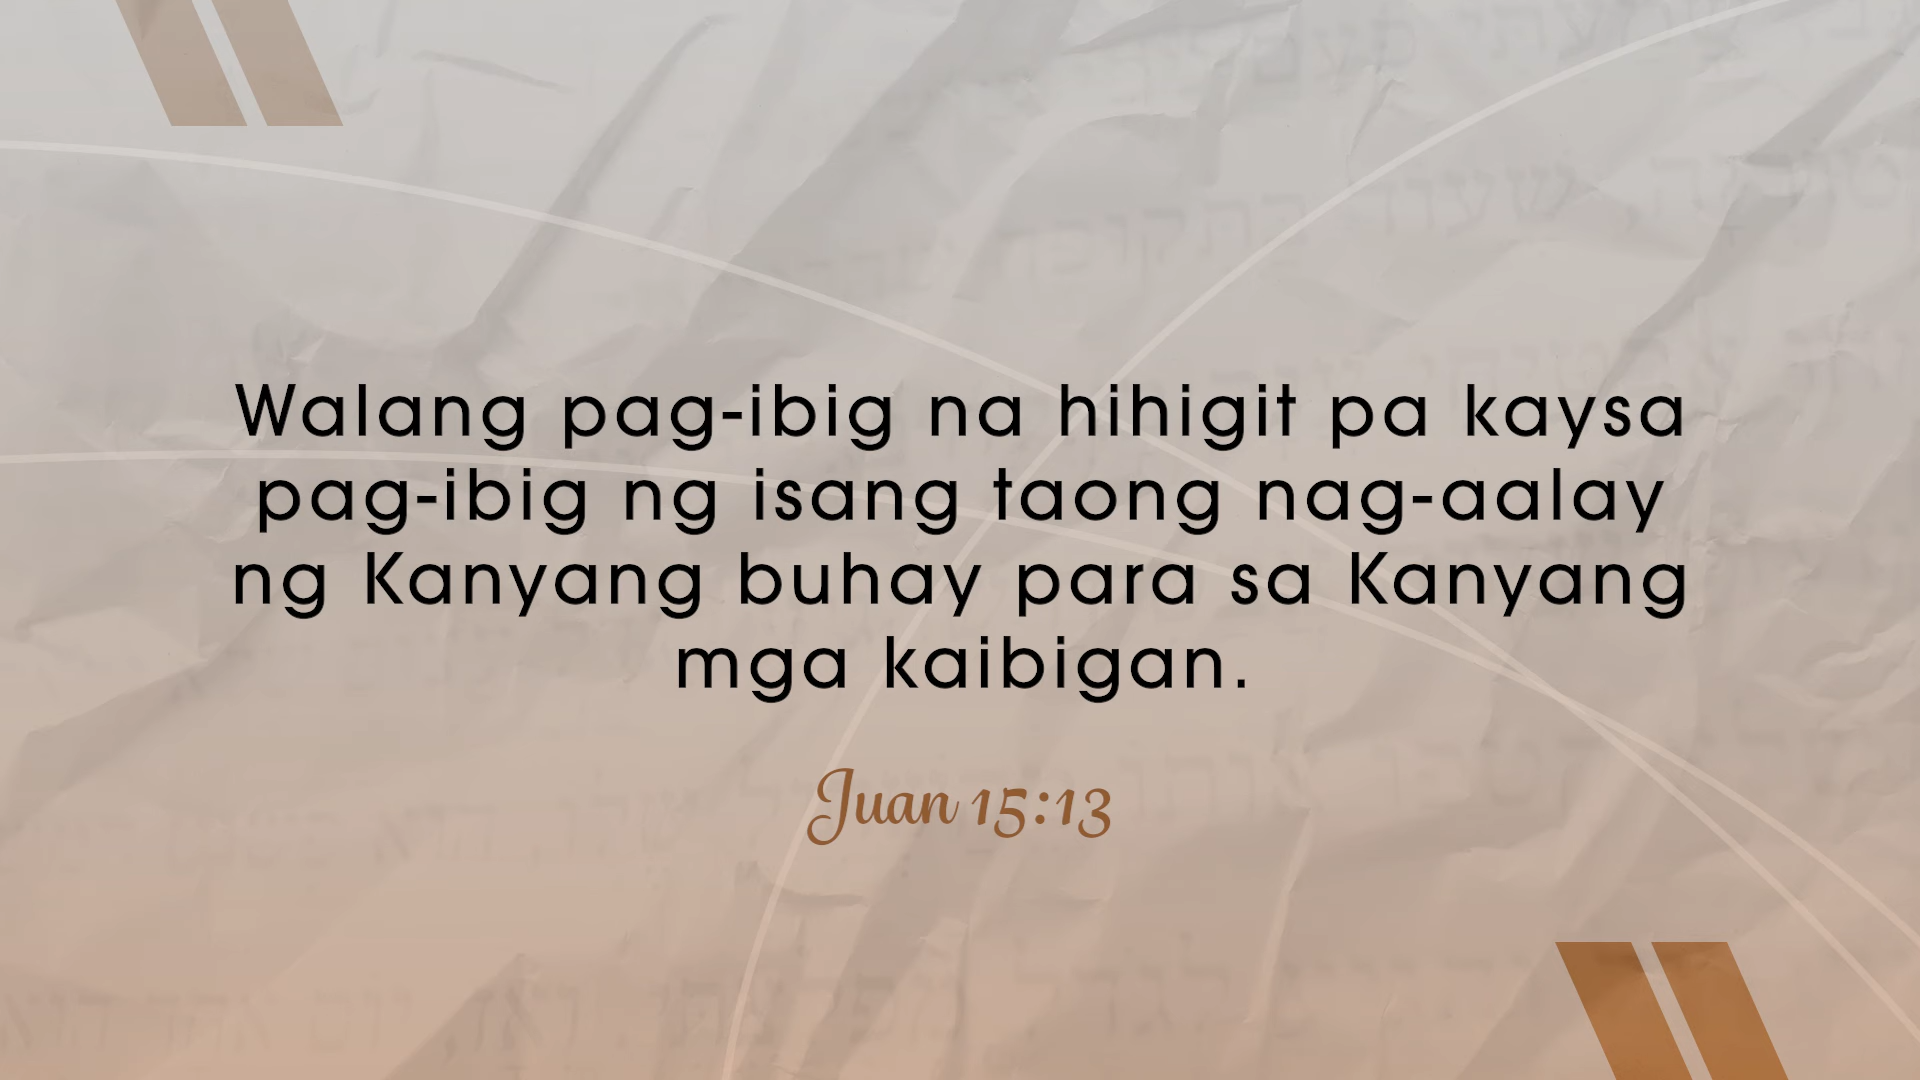 Walang pag-ibig na hihigit pa kaysa
pag-ibig ng isang taong nag-aalay
ng Kanyang buhay para sa Kanyang
mga kaibigan.
Juan 15:13